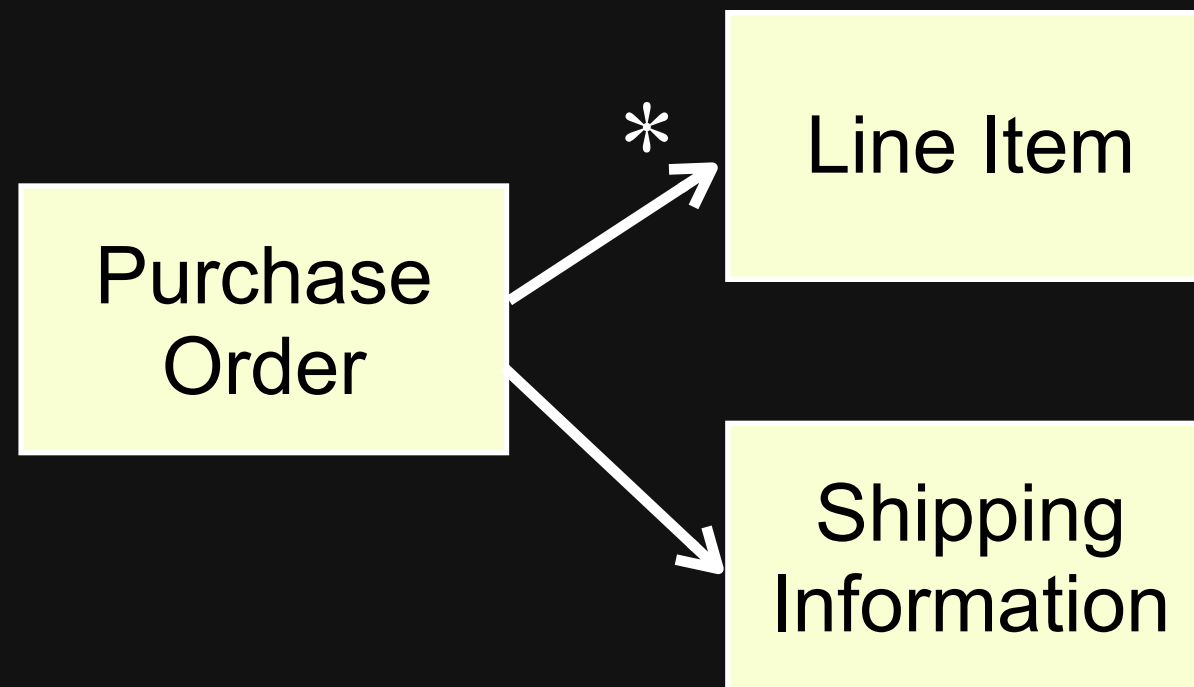 *
Line Item
Purchase
Order
Shipping
Information